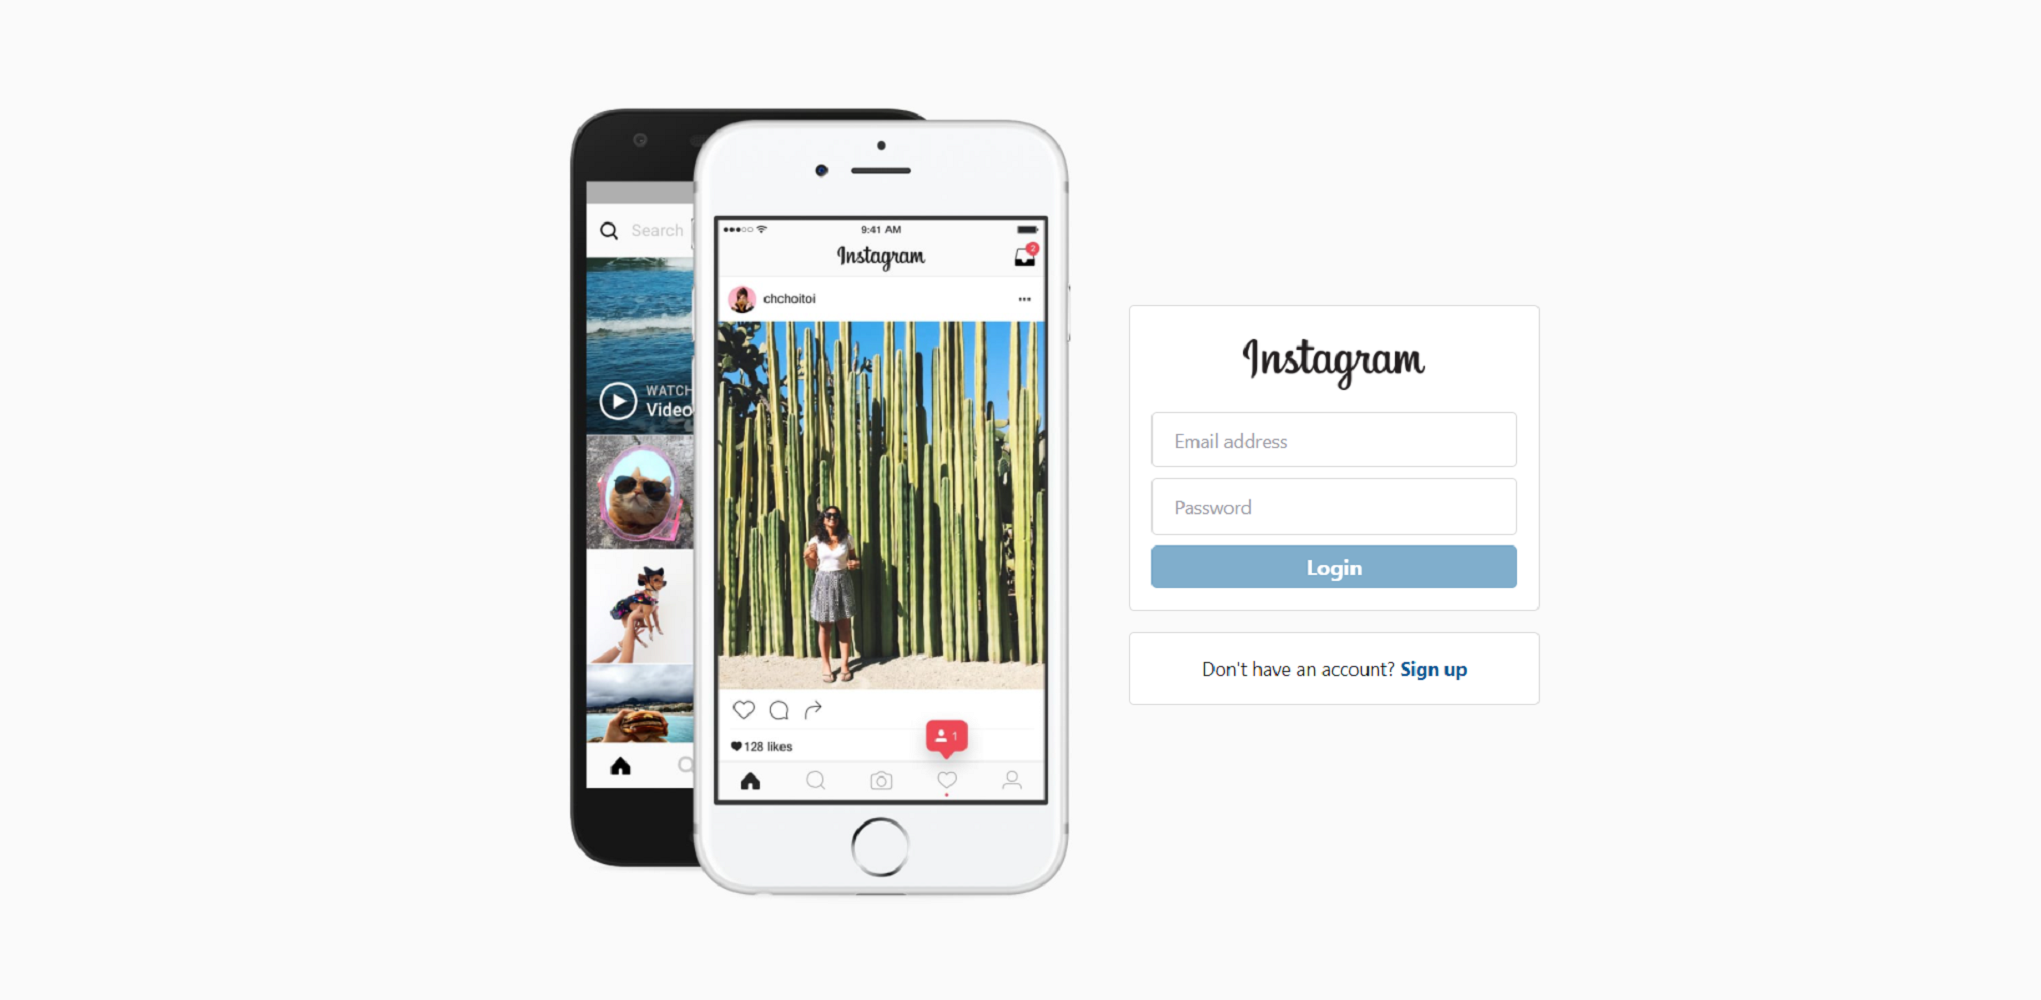 Search
WATCH
Video
9:41 AM
Instagram
2
chchoitoi
128 likes
1
Instagram
Email address
Password
Login
Don't have an account? Sign up